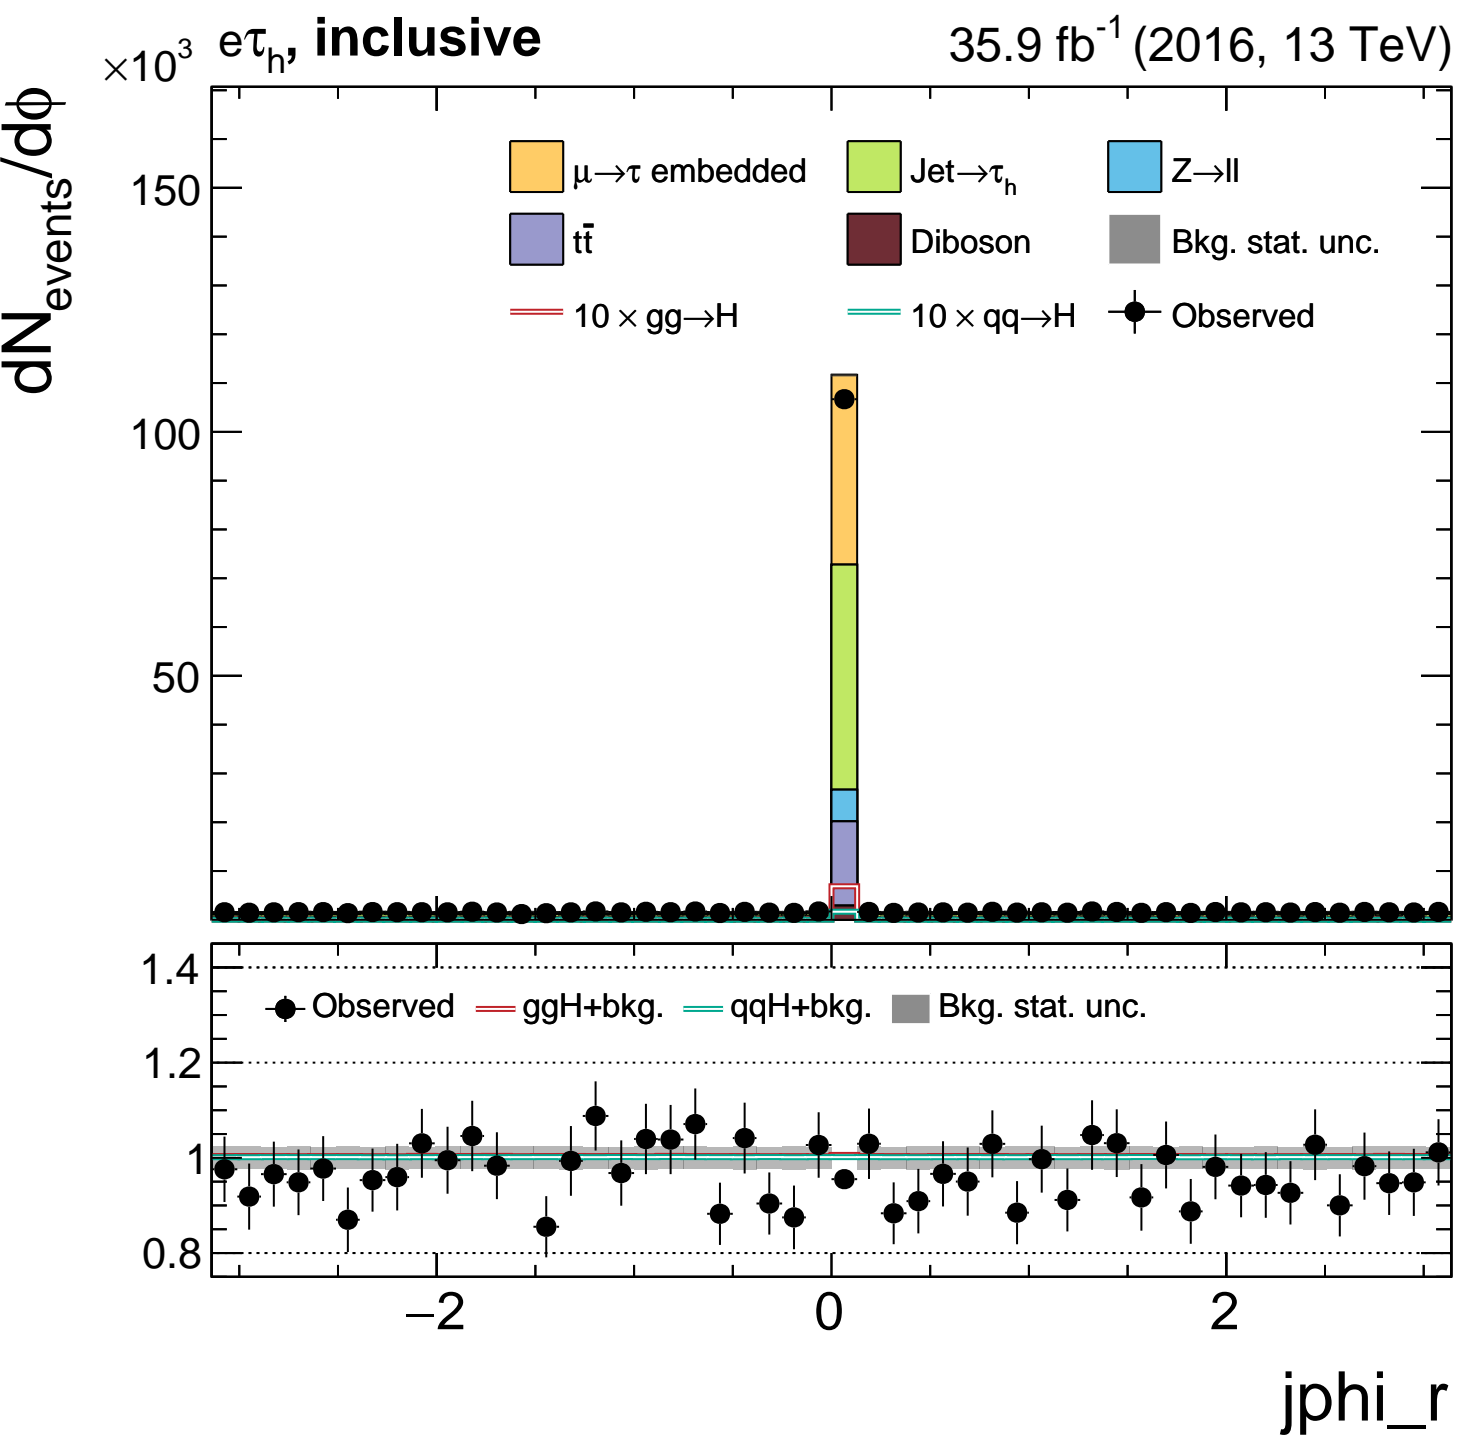 ×10³ eτₕ, inclusive 35.9 fb⁻¹ (2016, 13 TeV)
dN_events/dϕ
150
100
50
μ→τ embedded Jet→τₕ Z→ll
tt̄ Diboson Bkg. stat. unc.
10 × gg→H 10 × qq→H Observed
1.4
1.2
1
0.8
Observed ggH+bkg. qqH+bkg. Bkg. stat. unc.
−2 0 2
jphi_r